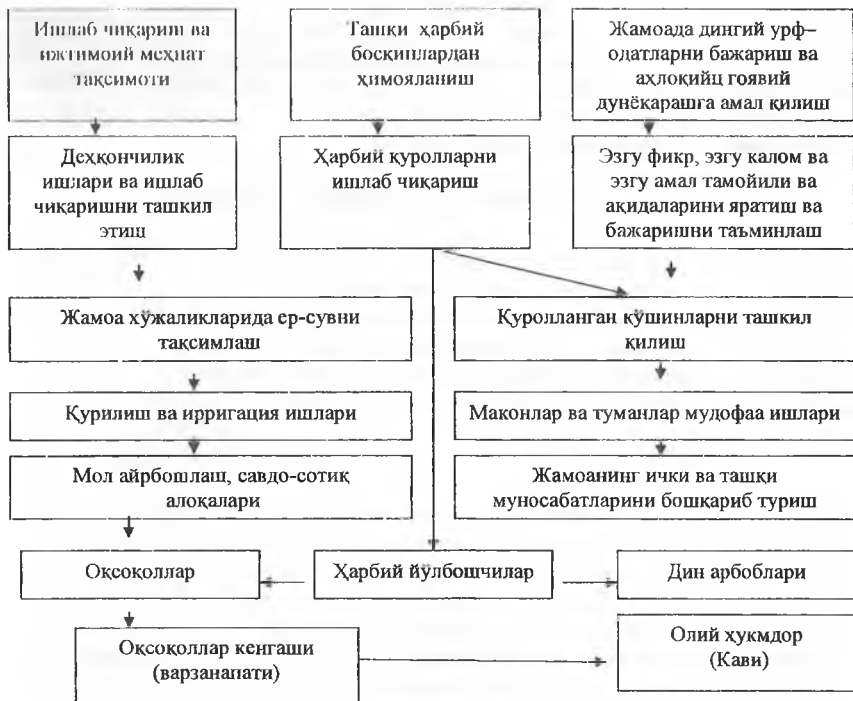 Ишлаб чиқариш ва
ижтимоий меҳнат
тақсимоти
Ташқи ҳарбий
босқинлардан
ҳимояланиш
Жамоада дингий урф–
одатларни бажариш ва
аҳлоқийц ғоявий
дунёкарашга амал қилиш
Деҳқончилик
ишлари ва ишлаб
чиқаришни ташкил
этиш
Ҳарбий қуролларни
ишлаб чиқариш
Эзгу фикр, эзгу калом ва
эзгу амал тамойили ва
ақидаларини яратиш ва
бажаришни таъминлаш
Жамоа хўжаликларида ер-сувни
тақсимлаш
Қуролланган қўшинларни ташкил
қилиш
Қурилиш ва ирригация ишлари
Маконлар ва туманлар мудофаа ишлари
Мол айрбошлаш, савдо-сотиқ
алоқалари
Жамоанинг ички ва ташқи
муносабатларини бошқариб туриш
Оқсоқоллар
Ҳарбий йўлбошчилар
Дин арбоблари
Оқсоқоллар кенгаши
(варзанапати)
Олий ҳукмдор
(Кави)